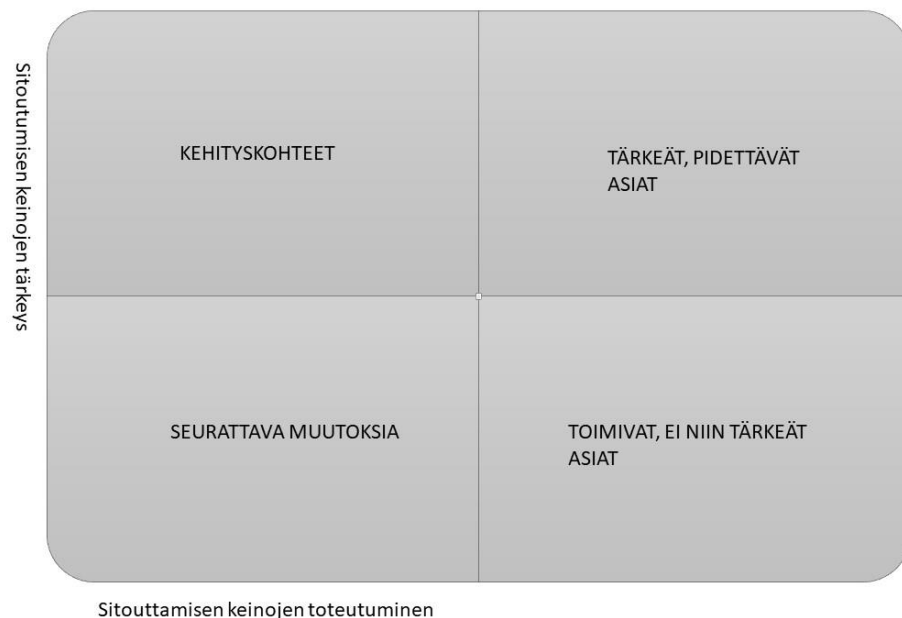 Sitoutumisen keinojen tärkeys
KEHITYSKOHTEET
TÄRKEÄT, PIDETTÄVÄT
ASIAT
SEURATTAVA MUUTOKSIA
TOIMIVAT, EI NIIN TÄRKEÄT
ASIAT
Sitouttamisen keinojen toteutuminen